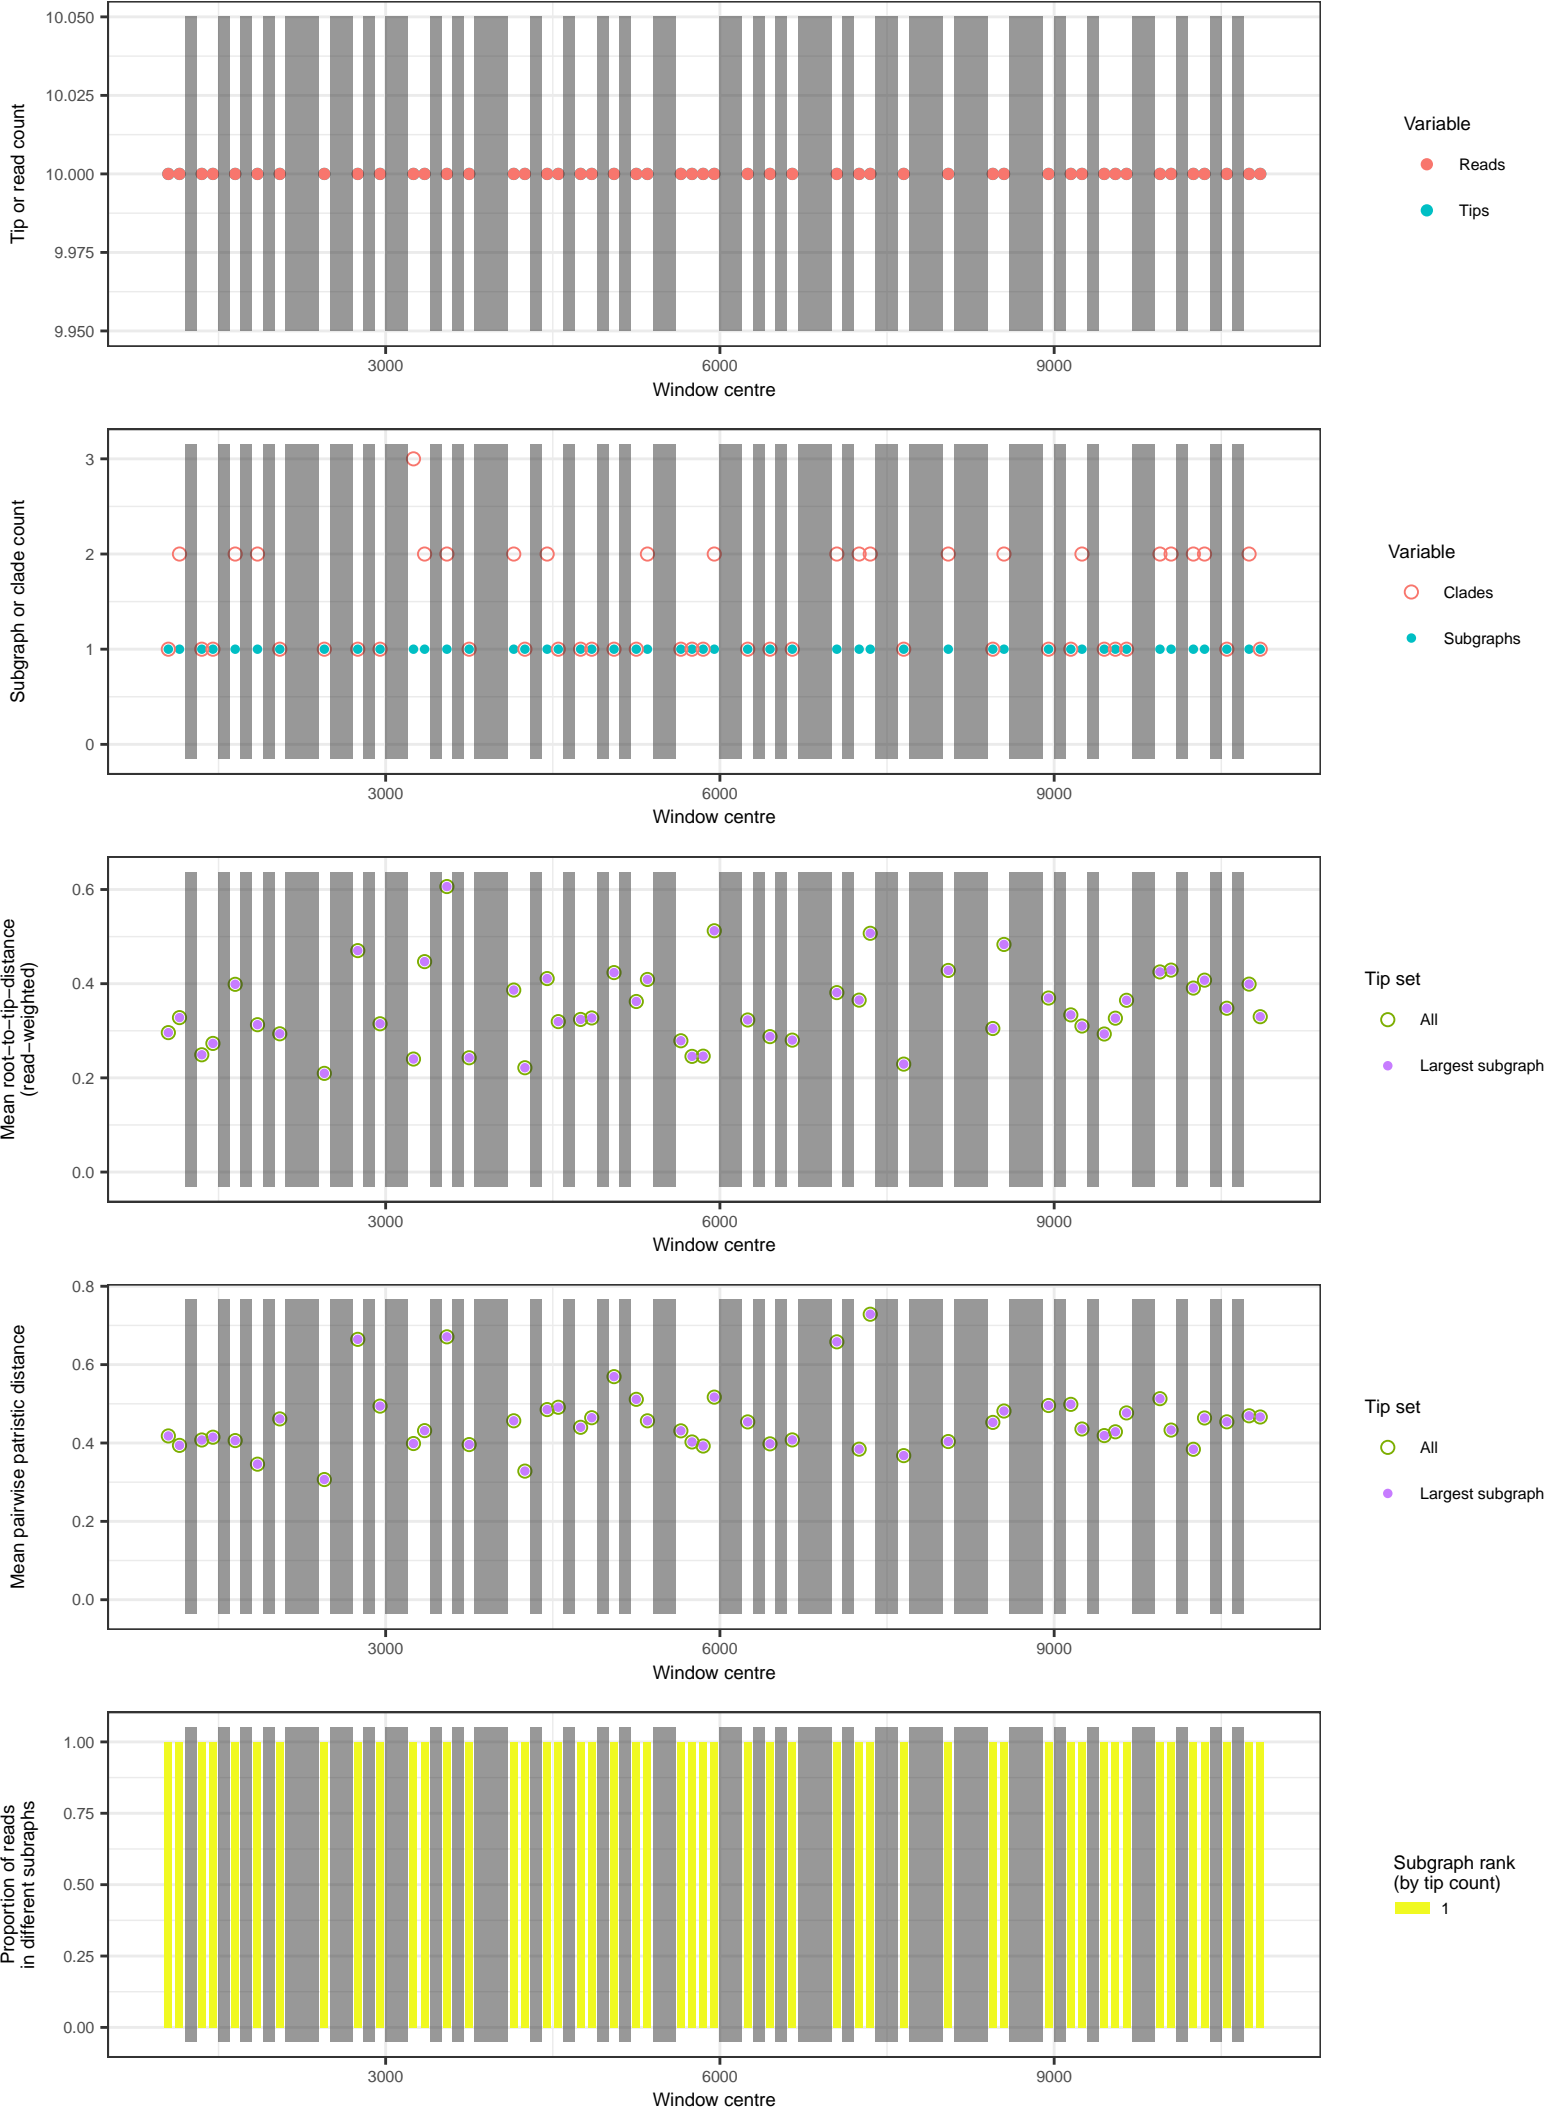 10.050
10.025
10.000
9.975
9.950
Tip or read count
3000
6000
9000
Window centre
Variable
Reads
Tips
3
2
1
0
Subgraph or clade count
3000
6000
9000
Window centre
Variable
Clades
Subgraphs
0.6
0.4
0.2
0.0
Mean root−to−tip−distance
(read−weighted)
3000
6000
9000
Window centre
Tip set
All
Largest subgraph
0.8
0.6
0.4
0.2
0.0
Mean pairwise patristic distance
3000
6000
9000
Window centre
Tip set
All
Largest subgraph
1.00
0.75
0.50
0.25
0.00
Proportion of reads
in different subraphs
3000
6000
9000
Window centre
Subgraph rank
(by tip count)
1